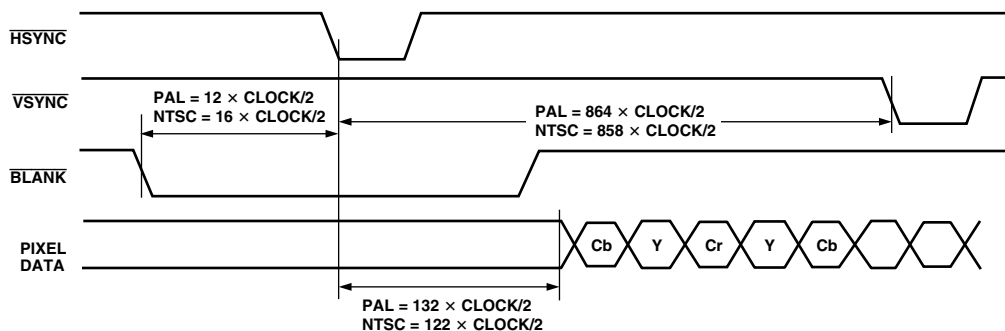 HSYNC
VSYNC
PAL = 12 × CLOCK/2
NTSC = 16 × CLOCK/2
PAL = 864 × CLOCK/2
NTSC = 858 × CLOCK/2
BLANK
PIXEL
DATA
Cb Y Cr Y Cb
PAL = 132 × CLOCK/2
NTSC = 122 × CLOCK/2